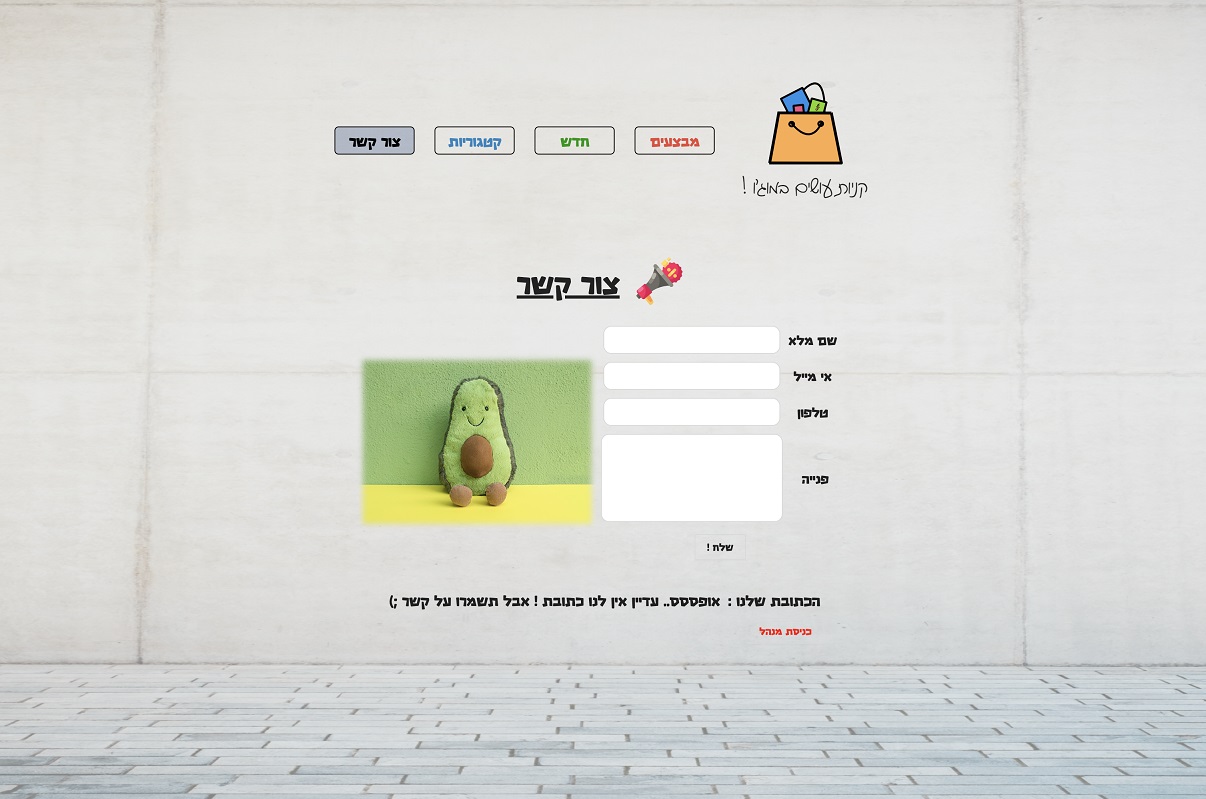 קניות עושים במוג'ו !
מבצעים
חדש
קטגוריות
צור קשר
צור קשר
שם מלא
אי מייל
טלפון
פנייה
שלח !
הכתובת שלנו : אופססס.. עדיין אין לנו כתובת ! אבל תשמרו על קשר ;)
כניסת מנהל